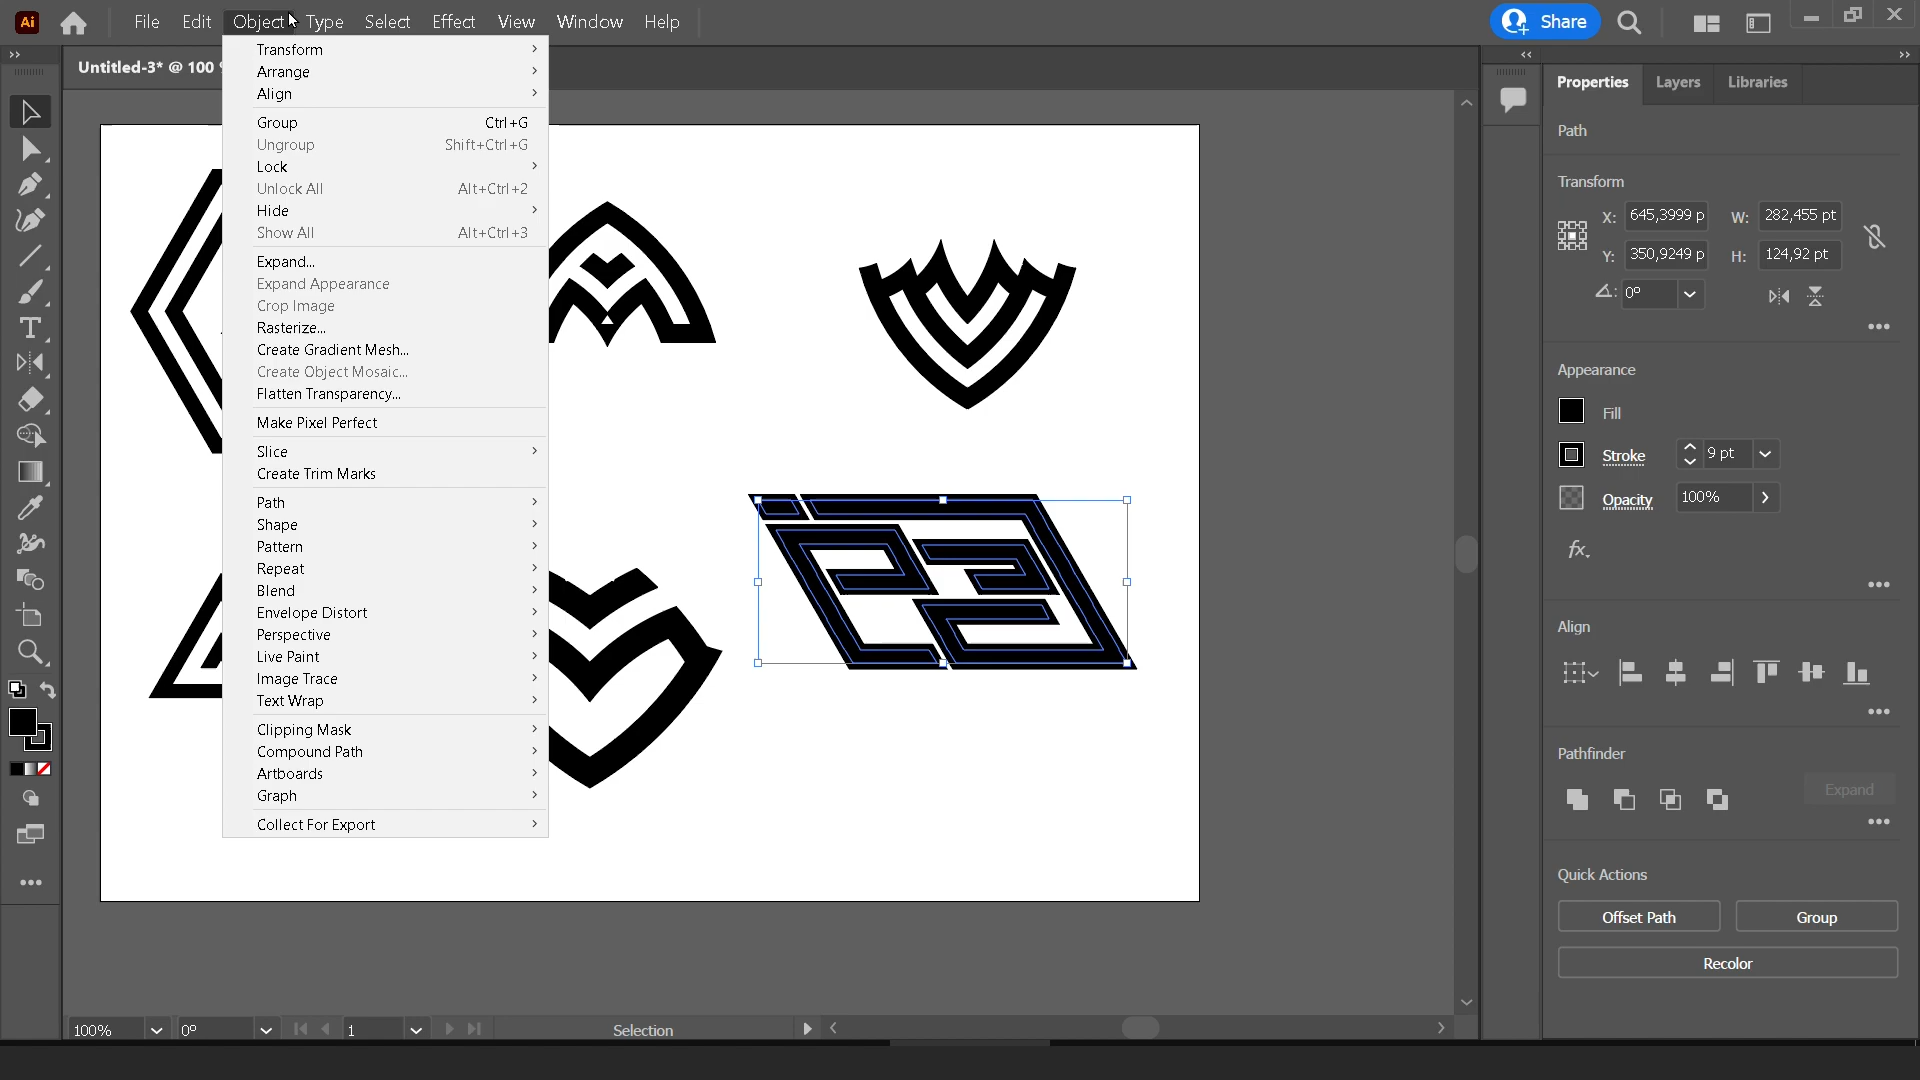 Ai File Edit Object Type Select Effect View Window Help Share
Untitled-3* @ 100
Transform
Arrange
Align
Group Ctrl+G
Ungroup Shift+Ctrl+G
Lock
Unlock All Alt+Ctrl+2
Hide
Show All Alt+Ctrl+3
Expand...
Expand Appearance
Crop Image
Rasterize...
Create Gradient Mesh...
Create Object Mosaic...
Flatten Transparency...
Make Pixel Perfect
Slice
Create Trim Marks
Path
Shape
Pattern
Repeat
Blend
Envelope Distort
Perspective
Live Paint
Image Trace
Text Wrap
Clipping Mask
Compound Path
Artboards
Graph
Collect For Export
Properties Layers Libraries
Path
Transform
X: 645,3999 p W: 282,455 pt
Y: 350,9249 p H: 124,92 pt
0°
Appearance
Fill
Stroke 9 pt
Opacity 100%
fx.
Align
Pathfinder
Expand
Quick Actions
Offset Path Group
Recolor
100% 0° 1 Selection